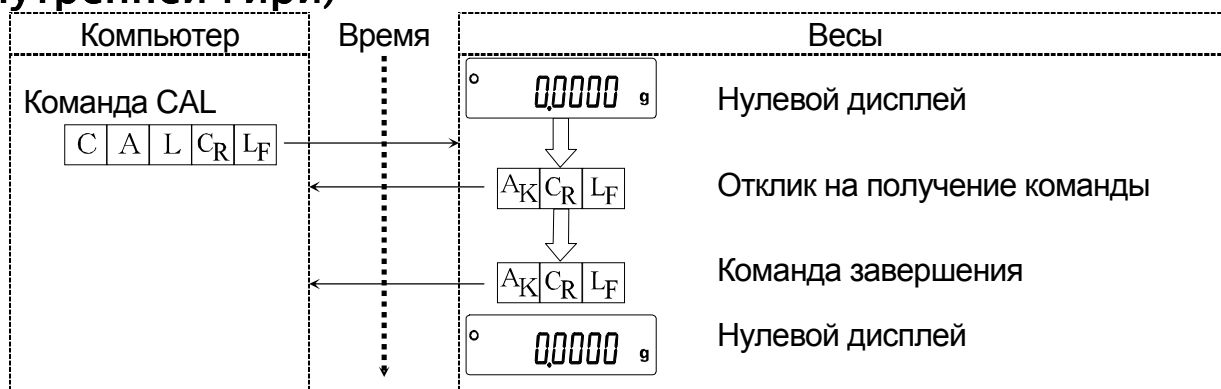 нутренней гири)
Компьютер Время Весы
0.0000 g Нулевой дисплей
Команда CAL
C A L CR LF
AK CR LF Отклик на получение команды
AK CR LF Команда завершения
0.0000 g Нулевой дисплей